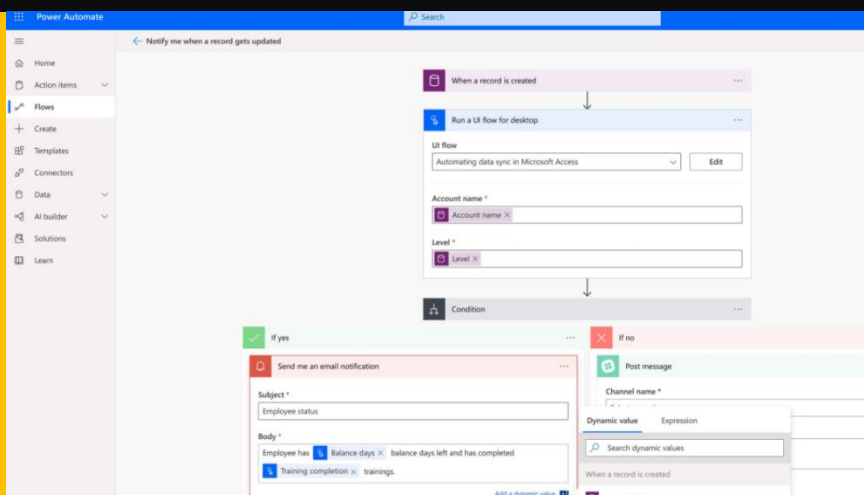 Power Automate
Search
Notify me when a record gets updated
Home
Action items
Flows
Create
Templates
Connectors
Data
AI builder
Solutions
Learn
When a record is created
Run a UI flow for desktop
UI flow
Automating data sync in Microsoft Access
Edit
Account name *
Account name ×
Level *
Level ×
Condition
If yes
Send me an email notification
Subject *
Employee status
Body *
Employee has Balance days × balance days left and has completed
Training completion × trainings.
Add a dynamic value
If no
Post message
Channel name *
Dynamic value Expression
Search dynamic values
When a record is created